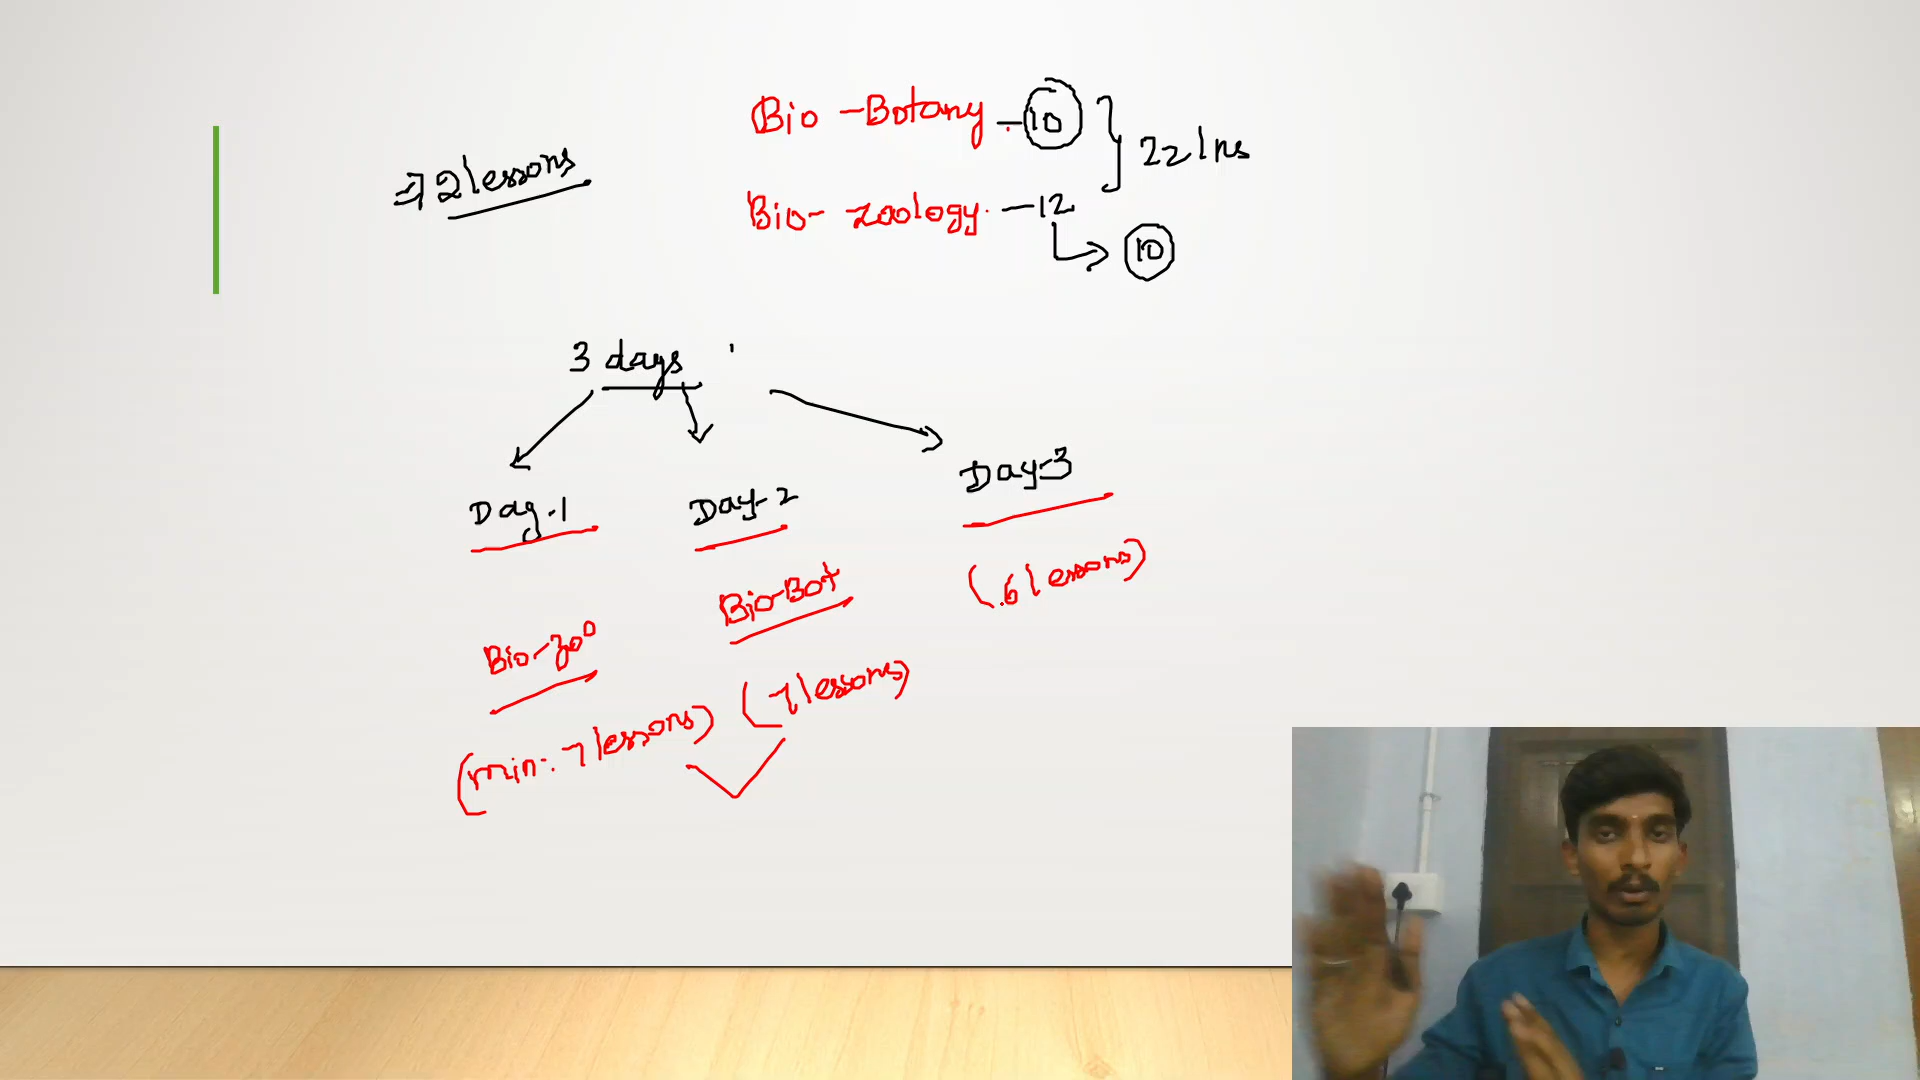 Bio - Botany - 10
22 lns
⇒ 2 lessons
Bio - zoology - 12
10
3 days
Day-1
Day-2
Day-3
Bio-Bot
(6 lessons)
Bio-zoo
(7 lessons)
(min. 7 lessons)